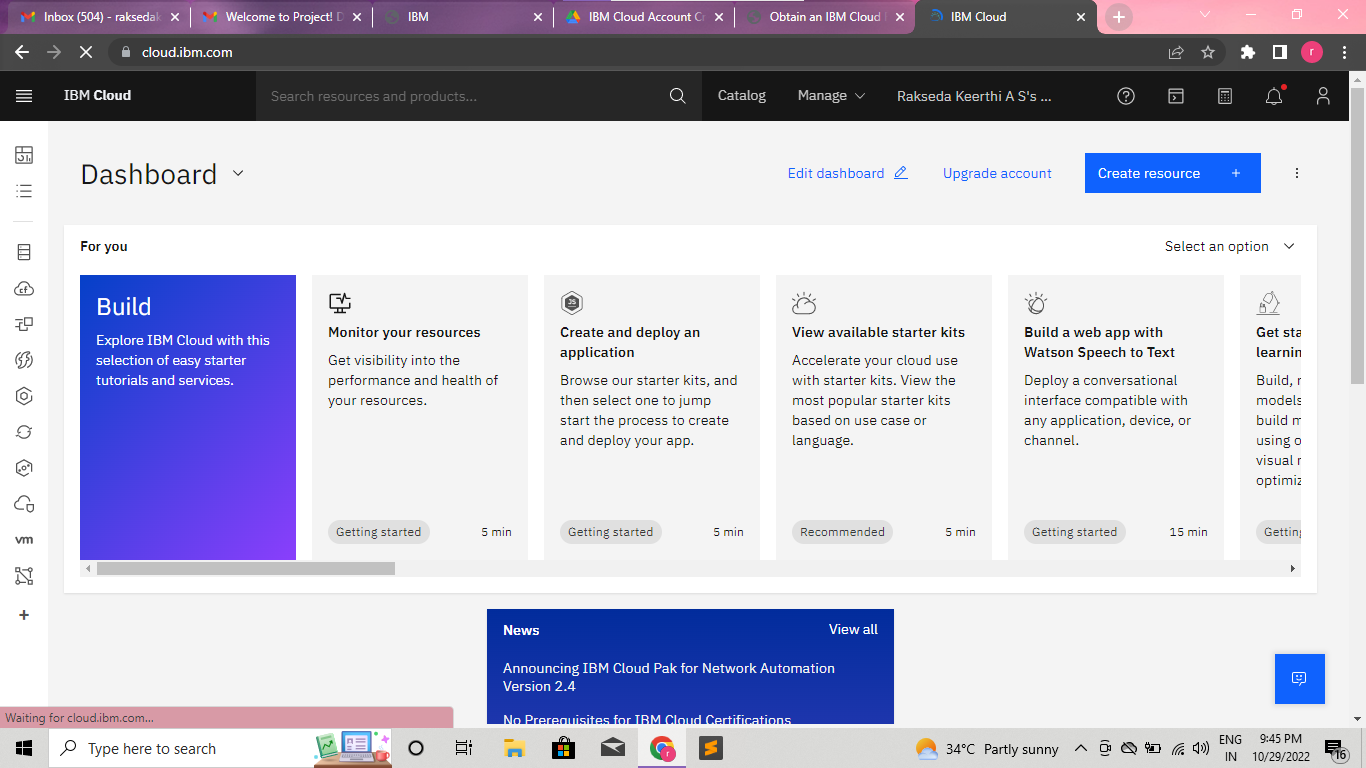 Inbox (504) - raksedak
Welcome to Project! D
IBM
IBM Cloud Account Cr
Obtain an IBM Cloud
IBM Cloud
cloud.ibm.com
r
IBM Cloud
Search resources and products...
Catalog
Manage
Rakseda Keerthi A S's ...
Dashboard
Edit dashboard
Upgrade account
Create resource +
For you
Select an option
Build
Explore IBM Cloud with this
selection of easy starter
tutorials and services.
Monitor your resources
Get visibility into the
performance and health of
your resources.
Getting started
5 min
JS
Create and deploy an
application
Browse our starter kits, and
then select one to jump
start the process to create
and deploy your app.
Getting started
5 min
View available starter kits
Accelerate your cloud use
with starter kits. View the
most popular starter kits
based on use case or
language.
Recommended
5 min
Build a web app with
Watson Speech to Text
Deploy a conversational
interface compatible with
any application, device, or
channel.
Getting started
15 min
Get sta
learnin
Build, r
models
build m
using o
visual r
optimiz
Getting
cf
vm
News
View all
Announcing IBM Cloud Pak for Network Automation
Version 2.4
No Prerequisites for IBM Cloud Certifications
Waiting for cloud.ibm.com...
Type here to search
34°C Partly sunny
ENG
IN
9:45 PM
10/29/2022
16